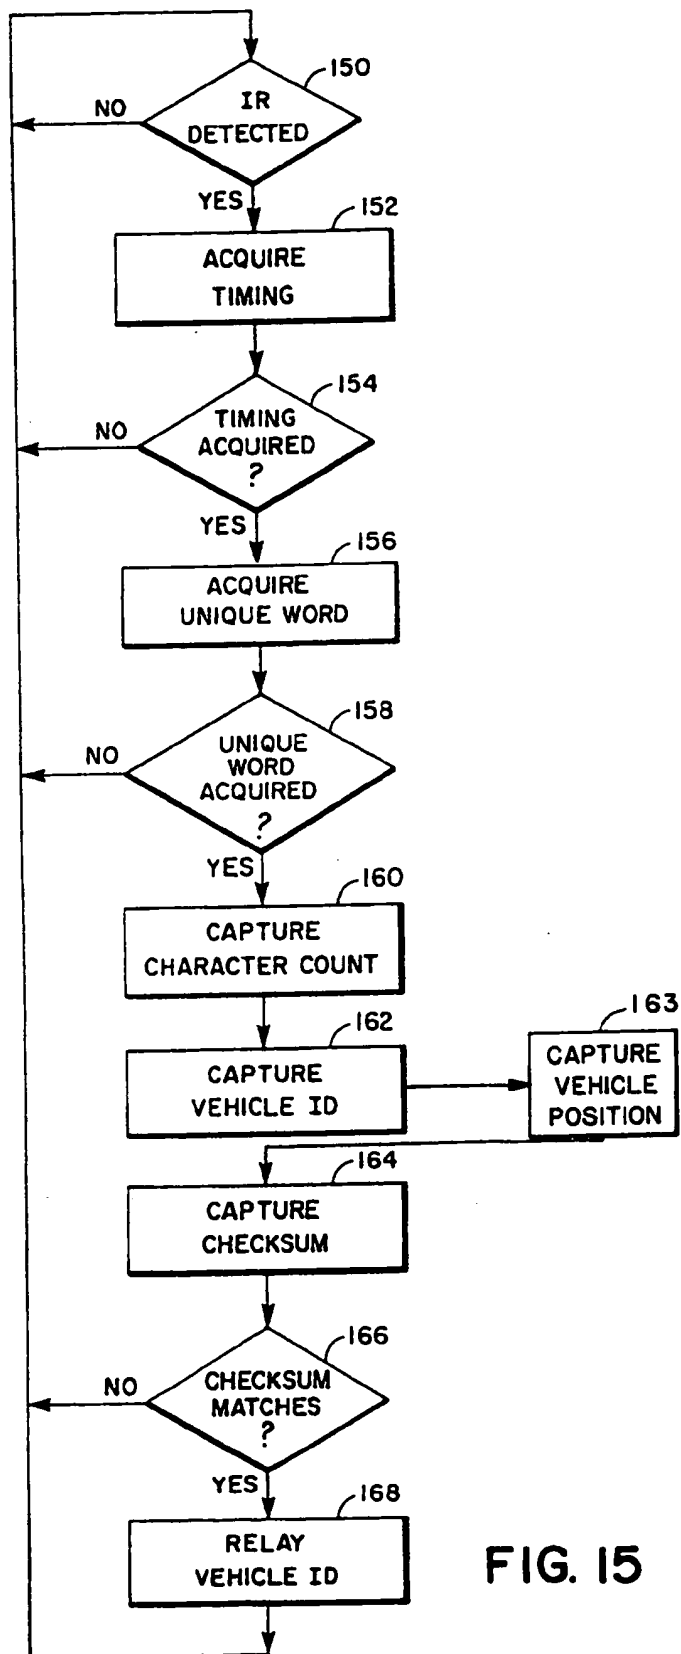 150
IR
DETECTED
NO
YES
152
ACQUIRE
TIMING
154
TIMING
ACQUIRED
?
NO
YES
156
ACQUIRE
UNIQUE WORD
158
UNIQUE
WORD
ACQUIRED
?
NO
YES
160
CAPTURE
CHARACTER COUNT
162
CAPTURE
VEHICLE ID
163
CAPTURE
VEHICLE
POSITION
164
CAPTURE
CHECKSUM
166
CHECKSUM
MATCHES
?
NO
YES
168
RELAY
VEHICLE ID
FIG. 15